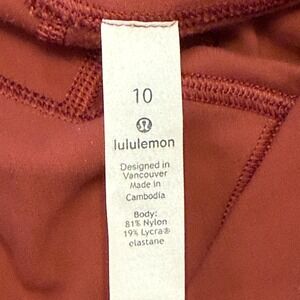 10
lululemon
Designed in
Vancouver
Made in
Cambodia
Body:
81% Nylon
19% Lycra®
elastane